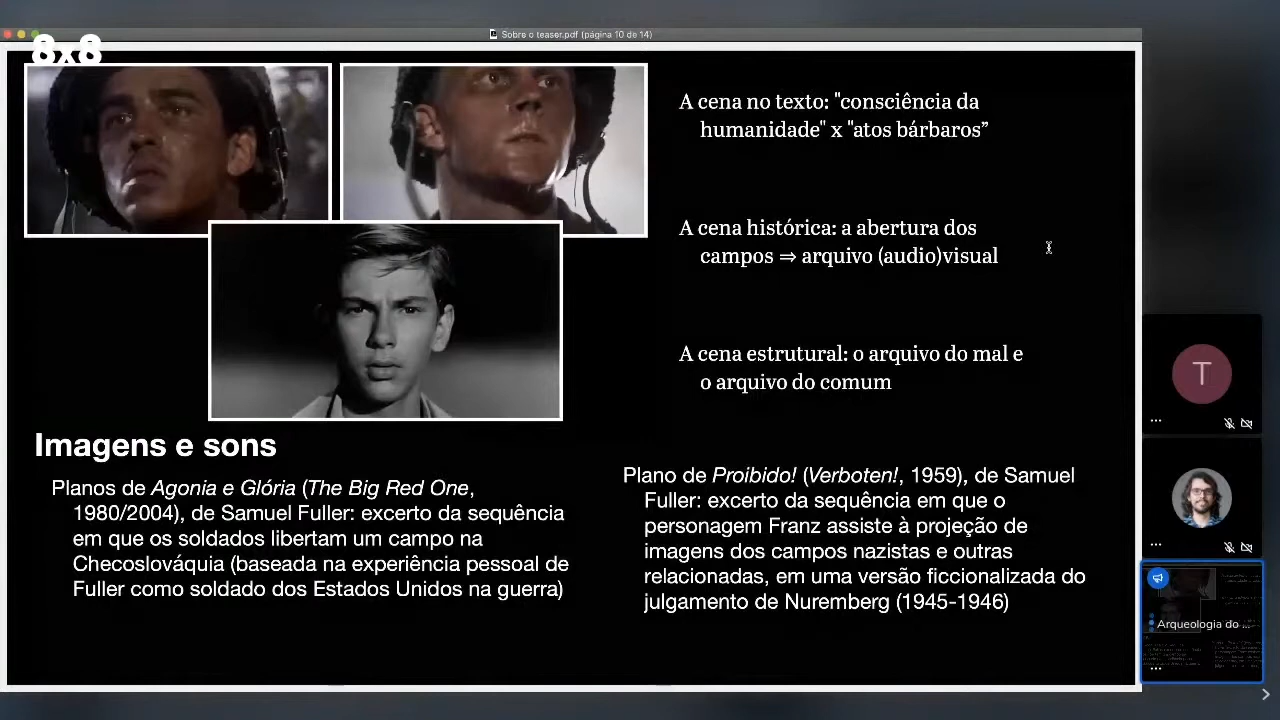 Sobre o teaser.pdf (página 10 de 14)
8x8
A cena no texto: "consciência da
humanidade" x "atos bárbaros”
A cena histórica: a abertura dos
campos ⇒ arquivo (audio)visual
A cena estrutural: o arquivo do mal e
o arquivo do comum
Imagens e sons
Planos de Agonia e Glória (The Big Red One,
1980/2004), de Samuel Fuller: excerto da sequência
em que os soldados libertam um campo na
Checoslováquia (baseada na experiência pessoal de
Fuller como soldado dos Estados Unidos na guerra)
Plano de Proibido! (Verboten!, 1959), de Samuel
Fuller: excerto da sequência em que o
personagem Franz assiste à projeção de
imagens dos campos nazistas e outras
relacionadas, em uma versão ficcionalizada do
julgamento de Nuremberg (1945-1946)
T
Arqueologia do ...